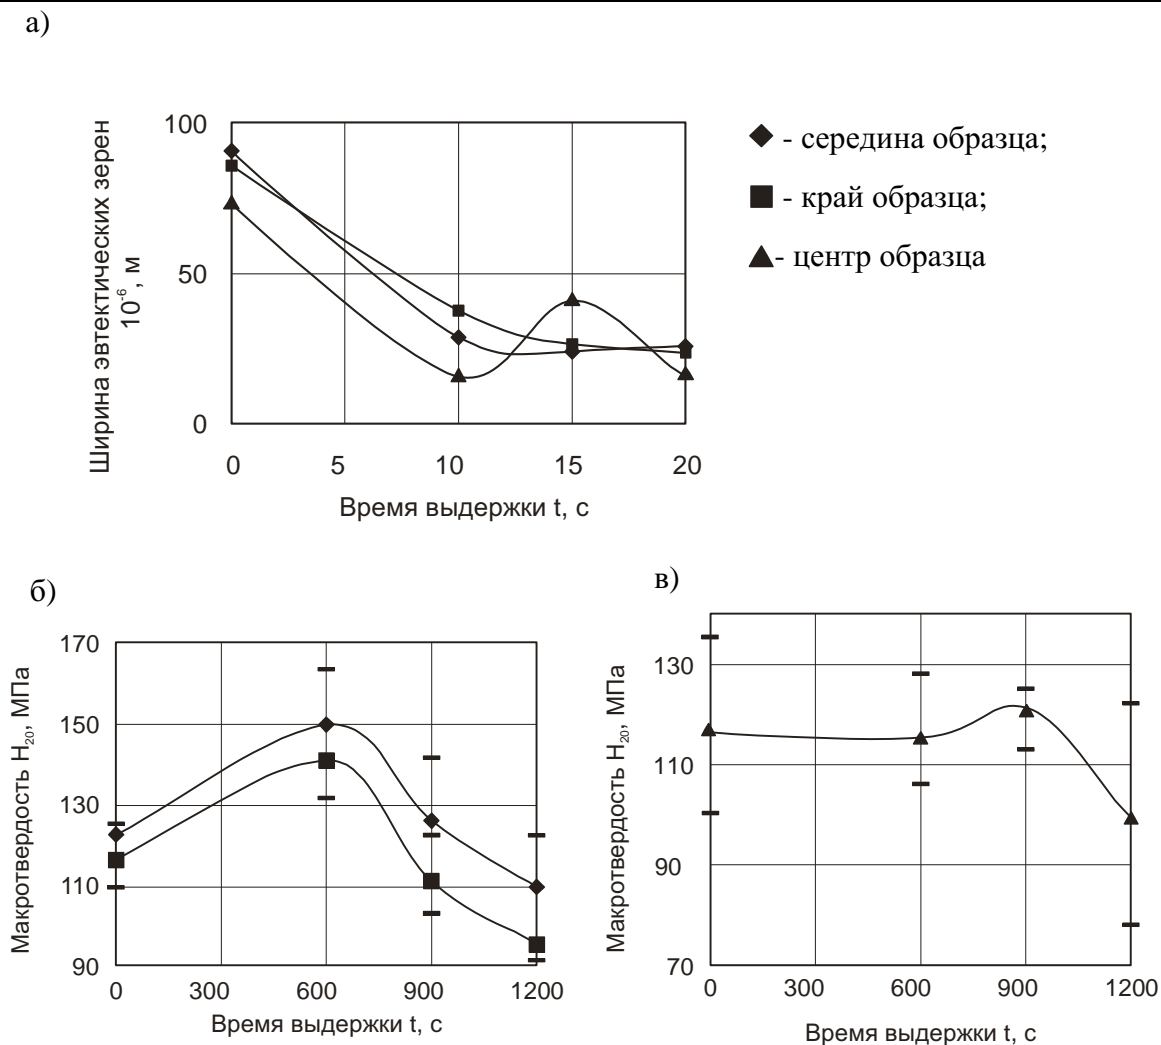 а)
100
50
0
0 5 10 15 20
Ширина эвтектических зерен
10⁻⁶, м
Время выдержки t, с
- середина образца;
- край образца;
- центр образца
б)
170
150
130
110
90
0 300 600 900 1200
Макротвердость H₂₀, МПа
Время выдержки t, с
в)
130
110
90
70
0 300 600 900 1200
Макротвердость H₂₀, МПа
Время выдержки t, с